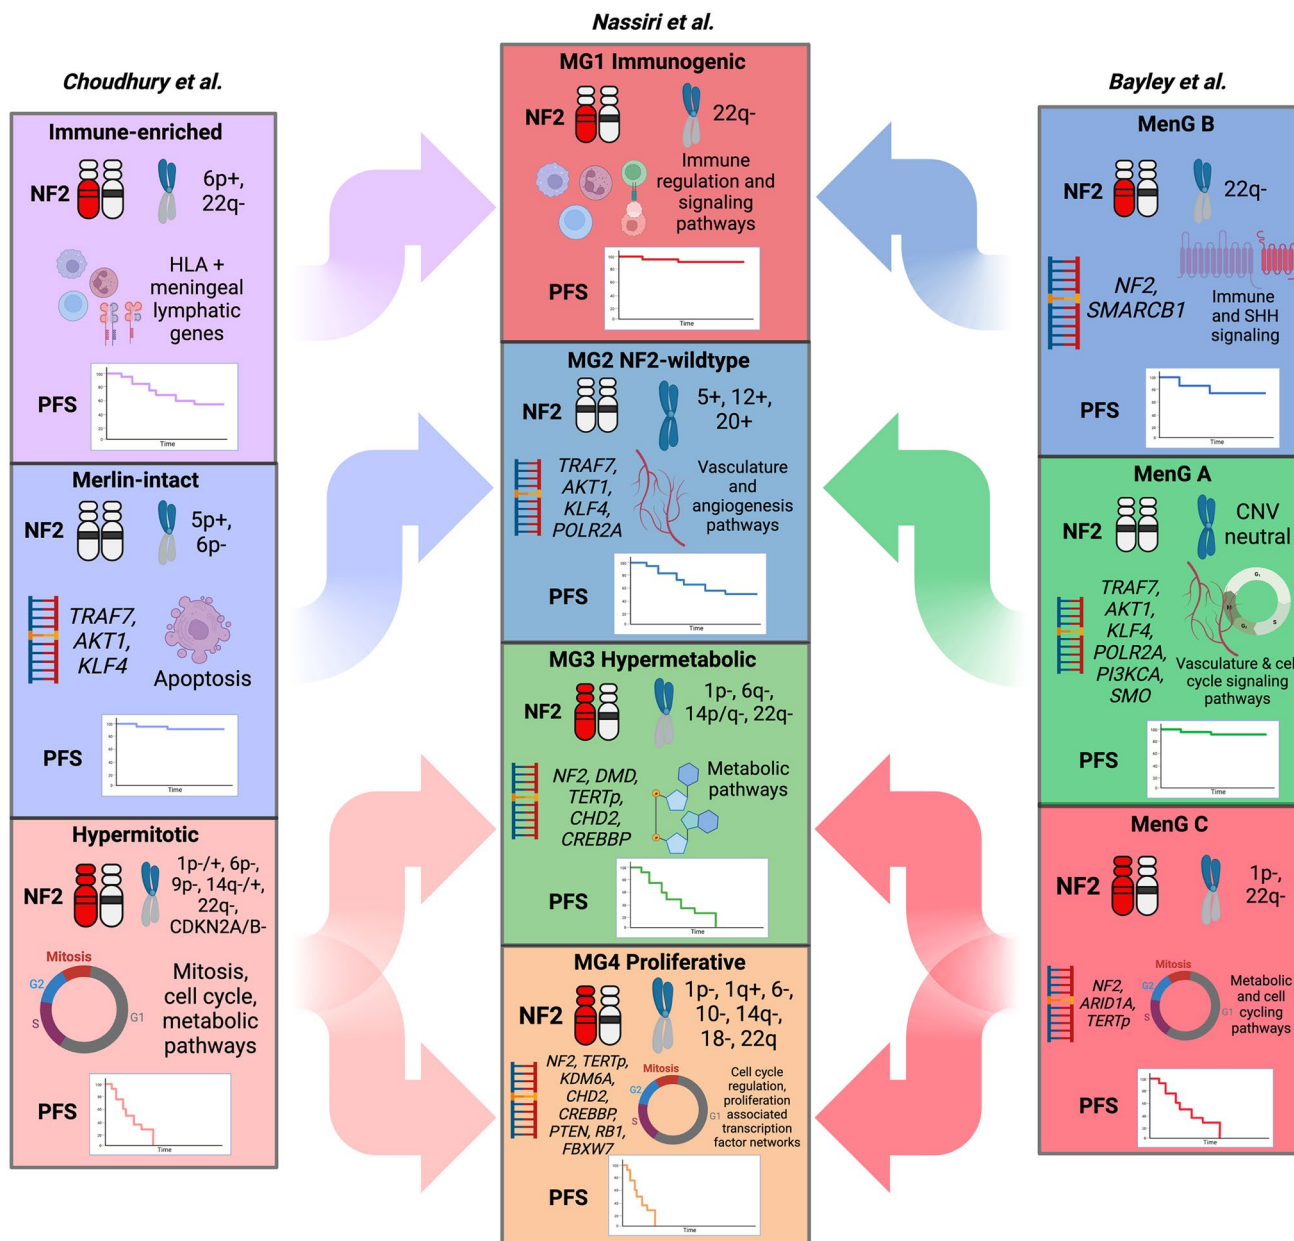 Nassiri et al.
Choudhury et al.
Bayley et al.
Immune-enriched
NF2
6p+,
22q-
HLA +
meningeal
lymphatic
genes
PFS
Time
Merlin-intact
NF2
5p+,
6p-
TRAF7,
AKT1,
KLF4
Apoptosis
PFS
Time
Hypermitotic
NF2
1p-/+, 6p-,
9p-, 14q-/+,
22q-,
CDKN2A/B-
Mitosis
G2
S
G1
Mitosis,
cell cycle,
metabolic
pathways
PFS
Time
MG1 Immunogenic
NF2
22q-
Immune
regulation and
signaling
pathways
PFS
Time
MG2 NF2-wildtype
NF2
5+, 12+,
20+
TRAF7,
AKT1,
KLF4,
POLR2A
Vasculature
and
angiogenesis
pathways
PFS
Time
MG3 Hypermetabolic
NF2
1p-, 6q-,
14p/q-, 22q-
NF2, DMD,
TERTp,
CHD2,
CREBBP
Metabolic
pathways
PFS
Time
MG4 Proliferative
NF2
1p-, 1q+, 6-,
10-, 14q-,
18-, 22q
NF2, TERTp,
KDM6A,
CHD2,
CREBBP,
PTEN, RB1,
FBXW7
Mitosis
G2
S
G1
Cell cycle
regulation,
proliferation
associated
transcription
factor networks
PFS
Time
MenG B
NF2
22q-
NF2,
SMARCB1
Immune
and SHH
signaling
PFS
Time
MenG A
NF2
CNV
neutral
TRAF7,
AKT1,
KLF4,
POLR2A,
PI3KCA,
SMO
G₁
S
G₂
Vasculature & cell
cycle signaling
pathways
PFS
Time
MenG C
NF2
1p-,
22q-
NF2,
ARID1A,
TERTp
Mitosis
G2
S
G1
Metabolic
and cell
cycling
pathways
PFS
Time